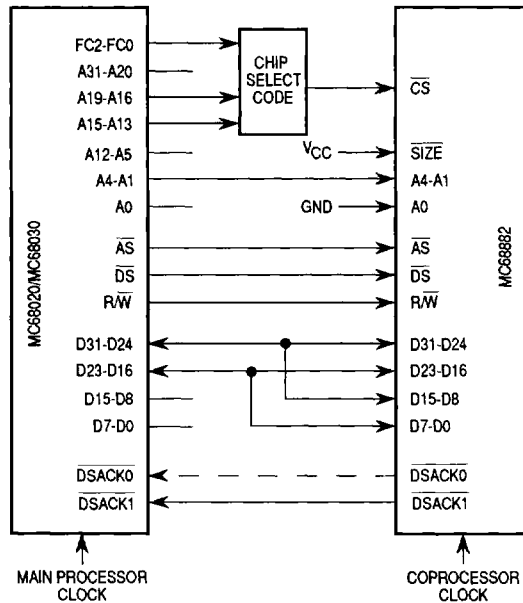 MC68020/MC68030
FC2-FC0
A31-A20
A19-A16
A15-A13
A12-A5
A4-A1
A0
AS
DS
R/W
D31-D24
D23-D16
D15-D8
D7-D0
DSACK0
DSACK1
MAIN PROCESSOR
CLOCK
CHIP
SELECT
CODE
VCC
GND
CS
SIZE
A4-A1
A0
AS
DS
R/W
D31-D24
D23-D16
D15-D8
D7-D0
DSACK0
DSACK1
MC68882
COPROCESSOR
CLOCK